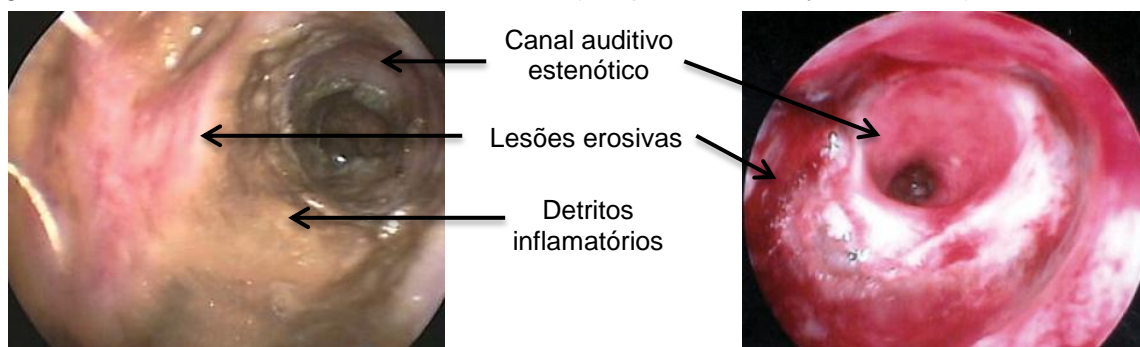 Canal auditivo
estenótico
Lesões erosivas
Detritos
inflamatórios